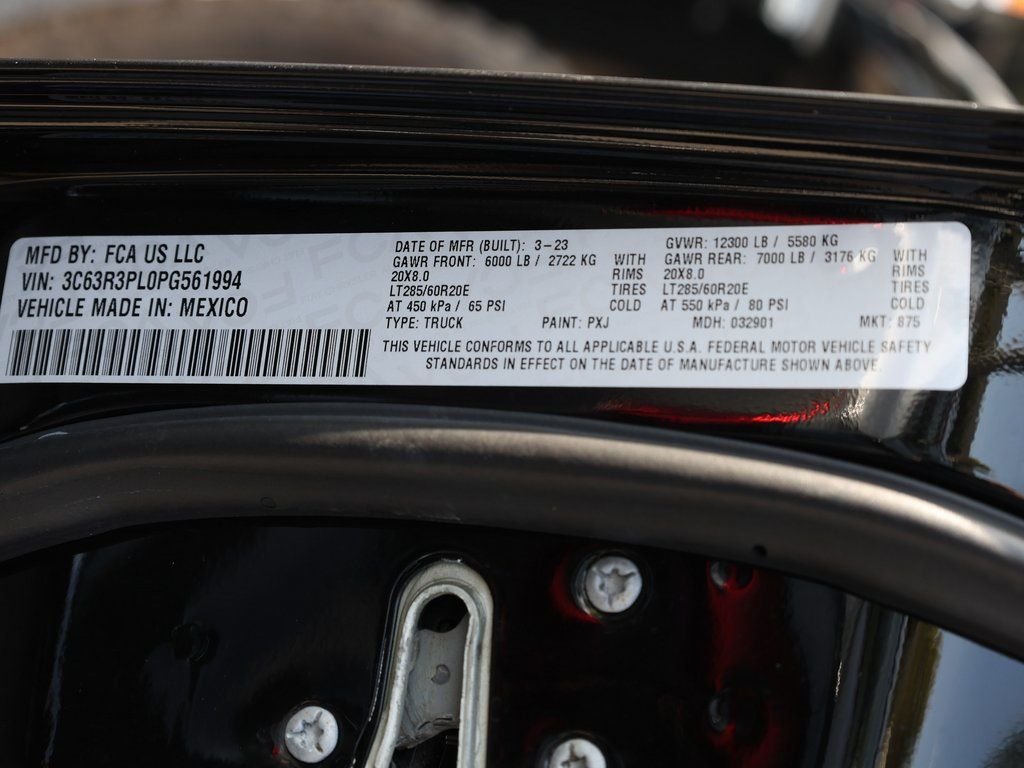 MFD BY: FCA US LLC
VIN: 3C63R3PL0PG561994
VEHICLE MADE IN: MEXICO
DATE OF MFR (BUILT): 3-23
GVWR: 12300 LB / 5580 KG
GAWR FRONT: 6000 LB / 2722 KG WITH
20X8.0 RIMS
LT285/60R20E TIRES
AT 450 kPa / 65 PSI COLD
GAWR REAR: 7000 LB / 3176 KG WITH
20X8.0 RIMS
LT285/60R20E TIRES
AT 550 kPa / 80 PSI COLD
TYPE: TRUCK PAINT: PXJ MDH: 032901 MKT: 875
THIS VEHICLE CONFORMS TO ALL APPLICABLE U.S.A. FEDERAL MOTOR VEHICLE SAFETY
STANDARDS IN EFFECT ON THE DATE OF MANUFACTURE SHOWN ABOVE.